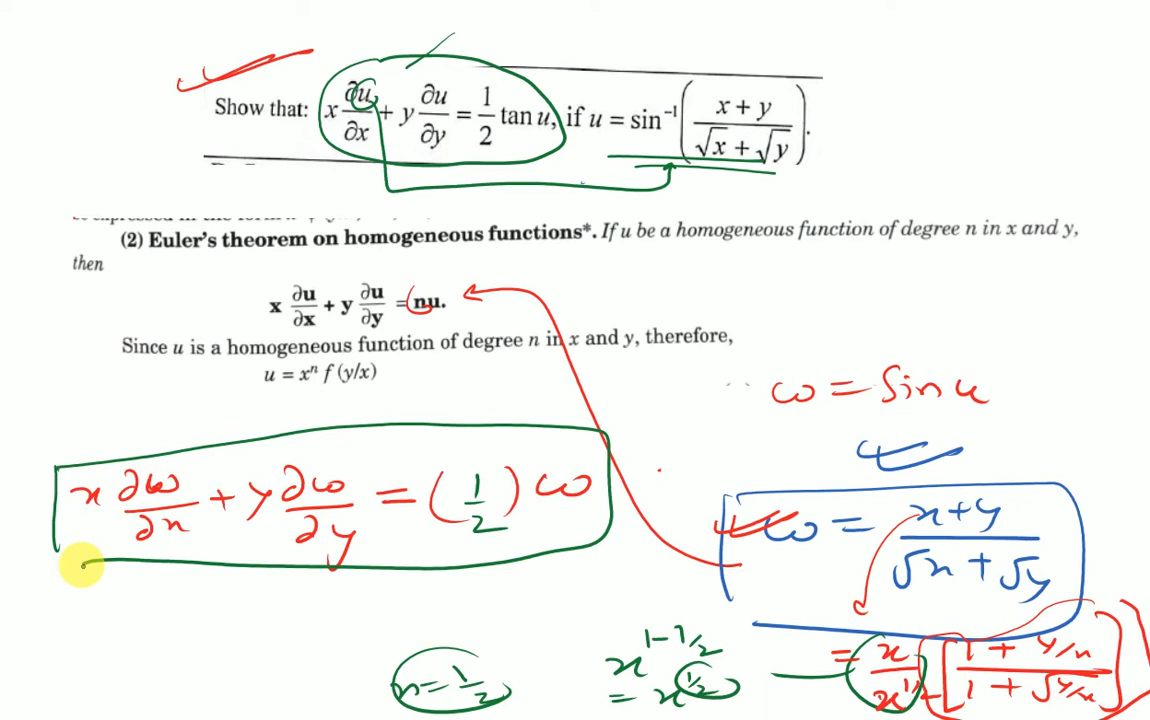 Show that: x ∂u/∂x + y ∂u/∂y = 1/2 tan u, if u = sin⁻¹ ( (x + y) / (√x + √y) ).
(2) Euler's theorem on homogeneous functions*. If u be a homogeneous function of degree n in x and y,
then
x ∂u/∂x + y ∂u/∂y = nu.
Since u is a homogeneous function of degree n in x and y, therefore,
u = xⁿ f (y/x)
ω = Sin u
x ∂ω/∂x + y ∂ω/∂y = (1/2) ω
ω = (x + y) / (√x + √y)
= x / x^1/2 [ (1 + y/x) / (1 + √y/x) ]
x^(1-1/2)
= x^(1/2)
n = 1/2